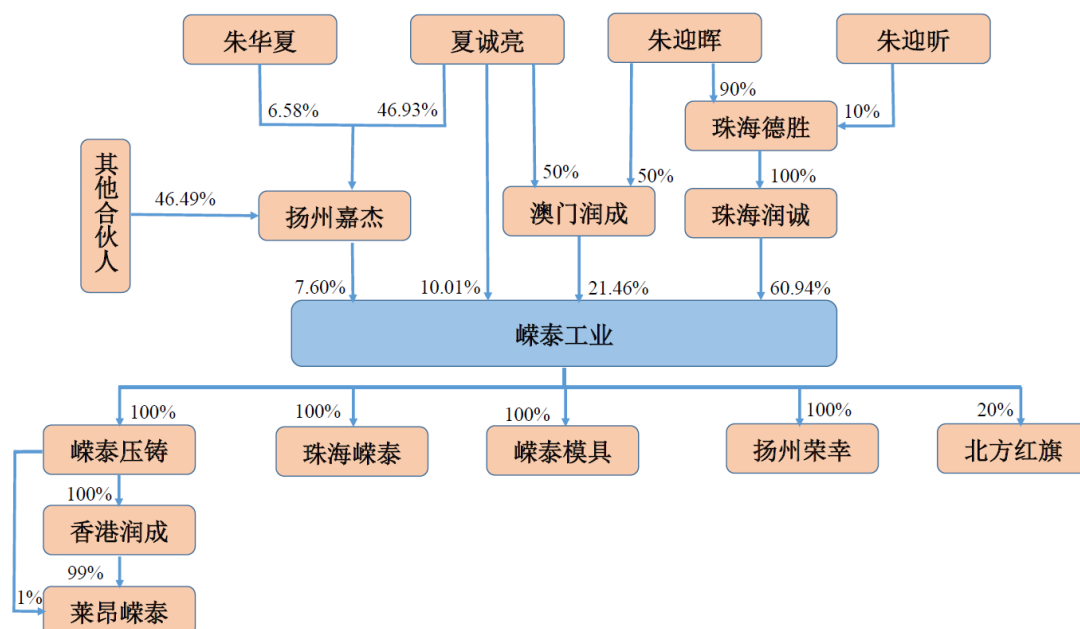 朱华夏
夏诚亮
朱迎晖
朱迎昕
6.58%
46.93%
90%
10%
珠海德胜
其他合伙人
46.49%
扬州嘉杰
50%
50%
100%
澳门润成
珠海润诚
7.60%
10.01%
21.46%
60.94%
嵘泰工业
100%
100%
100%
100%
20%
嵘泰压铸
珠海嵘泰
嵘泰模具
扬州荣幸
北方红旗
100%
香港润成
99%
1%
莱昂嵘泰